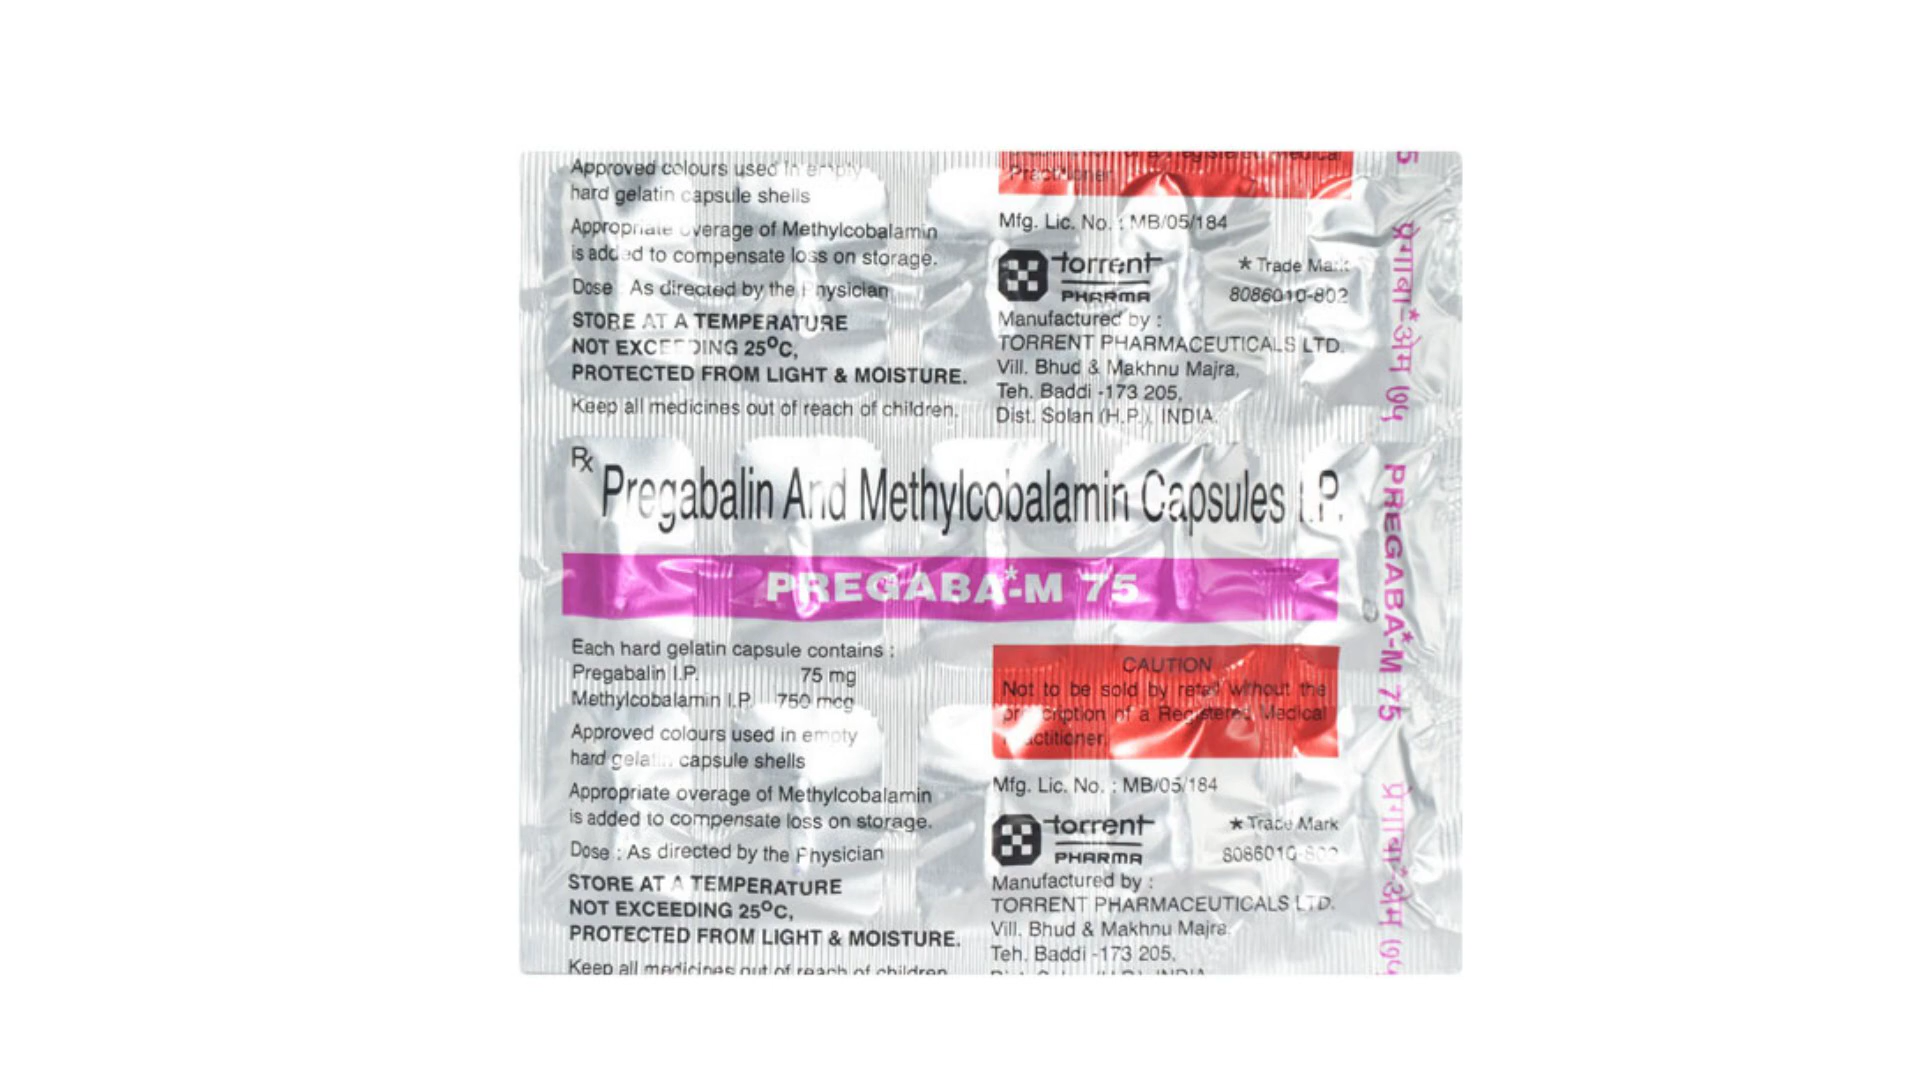 Approved colours used in empty
hard gelatin capsule shells
Appropriate overage of Methylcobalamin
is added to compensate loss on storage.
Dose : As directed by the Physician
STORE AT A TEMPERATURE
NOT EXCEEDING 25ºC,
PROTECTED FROM LIGHT & MOISTURE.
Keep all medicines out of reach of children.
of a Registered Medical
Practitioner
Mfg. Lic. No. : MB/05/184
torrent
PHARMA
* Trade Mark
8086010-802
Manufactured by :
TORRENT PHARMACEUTICALS LTD.
Vill. Bhud & Makhnu Majra,
Teh. Baddi -173 205,
Dist. Solan (H.P.), INDIA.
Rx
Pregabalin And Methylcobalamin Capsules I.P.
PREGABA*-M 75
Each hard gelatin capsule contains :
Pregabalin I.P. 75 mg
Methylcobalamin I.P. 750 mcg
Approved colours used in empty
hard gelatin capsule shells
Appropriate overage of Methylcobalamin
is added to compensate loss on storage.
Dose : As directed by the Physician
STORE AT A TEMPERATURE
NOT EXCEEDING 25ºC,
PROTECTED FROM LIGHT & MOISTURE.
Keep all medicines out of reach of children
CAUTION
Not to be sold by retail without the
prescription of a Registered Medical
Practitioner.
Mfg. Lic. No. : MB/05/184
torrent
PHARMA
* Trade Mark
8086010-802
Manufactured by :
TORRENT PHARMACEUTICALS LTD.
Vill. Bhud & Makhnu Majra,
Teh. Baddi -173 205,
5
प्रेगाबा*-एम ७५
PREGABA*-M 75